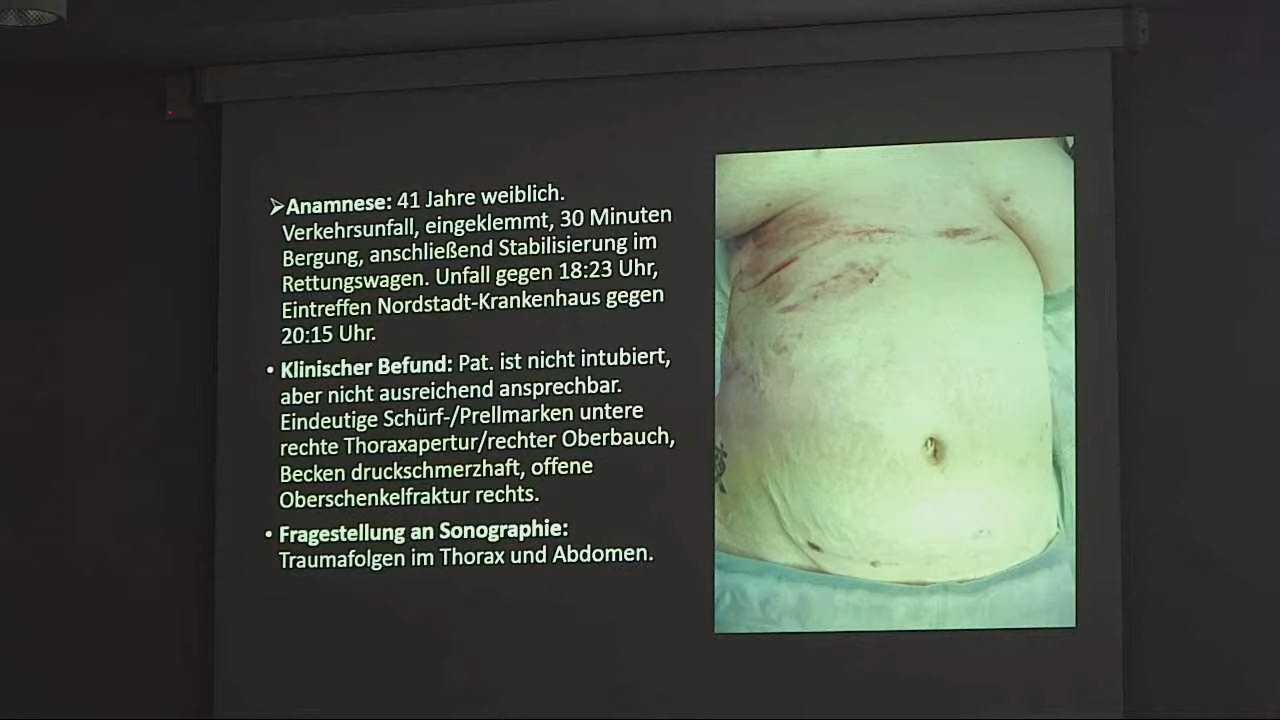 ➢Anamnese: 41 Jahre weiblich.
Verkehrsunfall, eingeklemmt, 30 Minuten
Bergung, anschließend Stabilisierung im
Rettungswagen. Unfall gegen 18:23 Uhr,
Eintreffen Nordstadt-Krankenhaus gegen
20:15 Uhr.
• Klinischer Befund: Pat. ist nicht intubiert,
aber nicht ausreichend ansprechbar.
Eindeutige Schürf-/Prellmarken untere
rechte Thoraxapertur/rechter Oberbauch,
Becken druckschmerzhaft, offene
Oberschenkelfraktur rechts.
• Fragestellung an Sonographie:
Traumafolgen im Thorax und Abdomen.